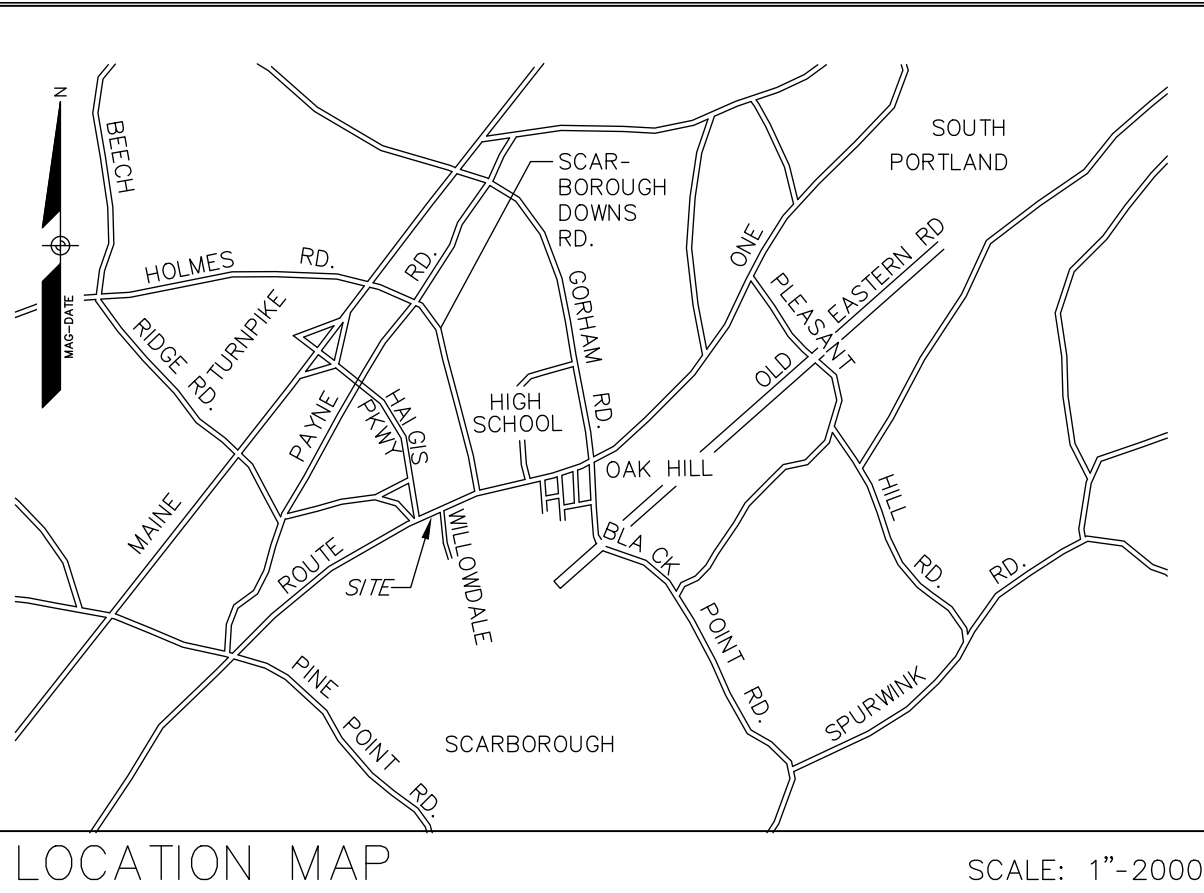 N
MAG-DATE
BEECH
HOLMES RD.
RIDGE RD.
TURNPIKE
MAINE
PAYNE RD.
HAIGIS
PKWY
SCAR-
BOROUGH
DOWNS
RD.
GORHAM RD.
HIGH
SCHOOL
OAK HILL
ROUTE ONE
SITE
WILLOWDALE
SOUTH
PORTLAND
OLD EASTERN RD
PLEASANT HILL RD.
BLA CK POINT RD.
SPURWINK RD.
PINE POINT RD.
SCARBOROUGH
LOCATION MAP
SCALE: 1"-2000